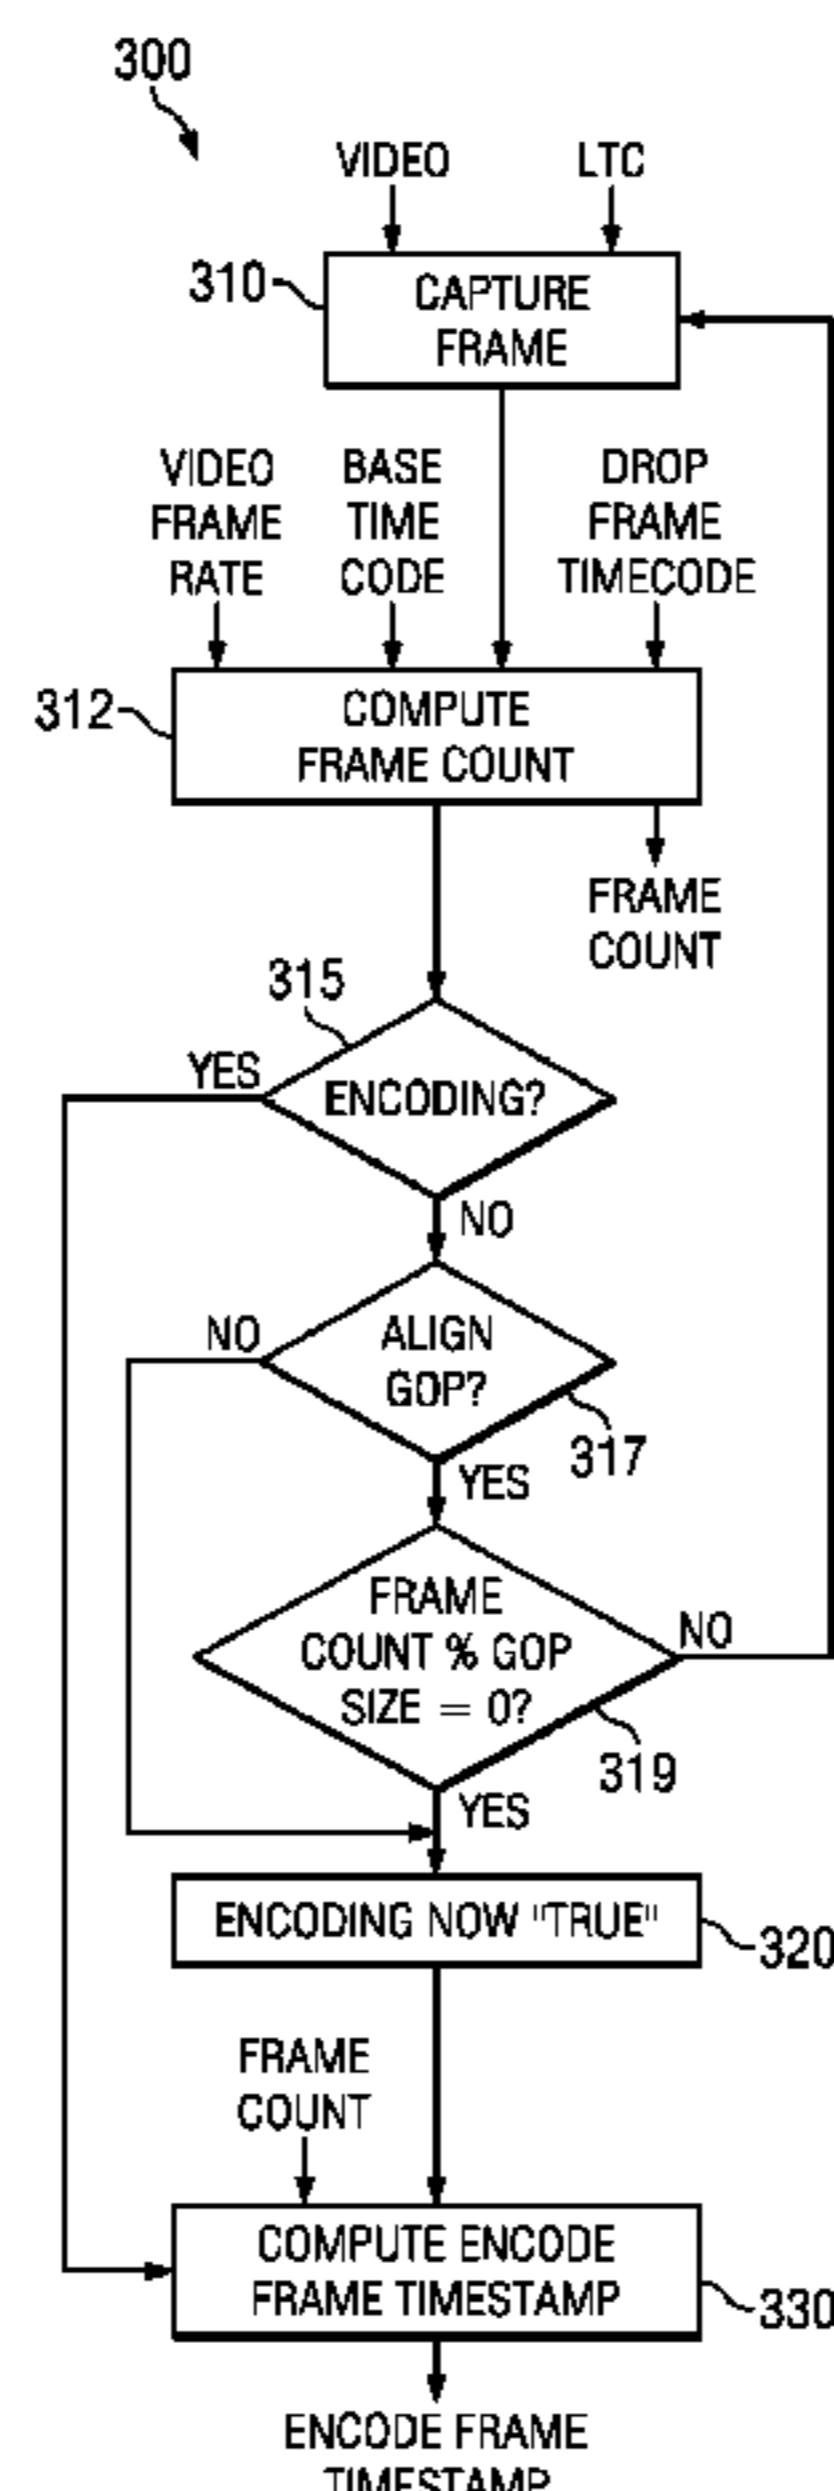 300
VIDEO
LTC
310
CAPTURE
FRAME
VIDEO
FRAME
RATE
BASE
TIME
CODE
DROP
FRAME
TIMECODE
312
COMPUTE
FRAME COUNT
FRAME
COUNT
315
YES
ENCODING?
NO
NO
ALIGN
GOP?
317
YES
FRAME
COUNT % GOP
SIZE = 0?
NO
319
YES
ENCODING NOW "TRUE"
320
FRAME
COUNT
COMPUTE ENCODE
FRAME TIMESTAMP
330
ENCODE FRAME
TIMESTAMP